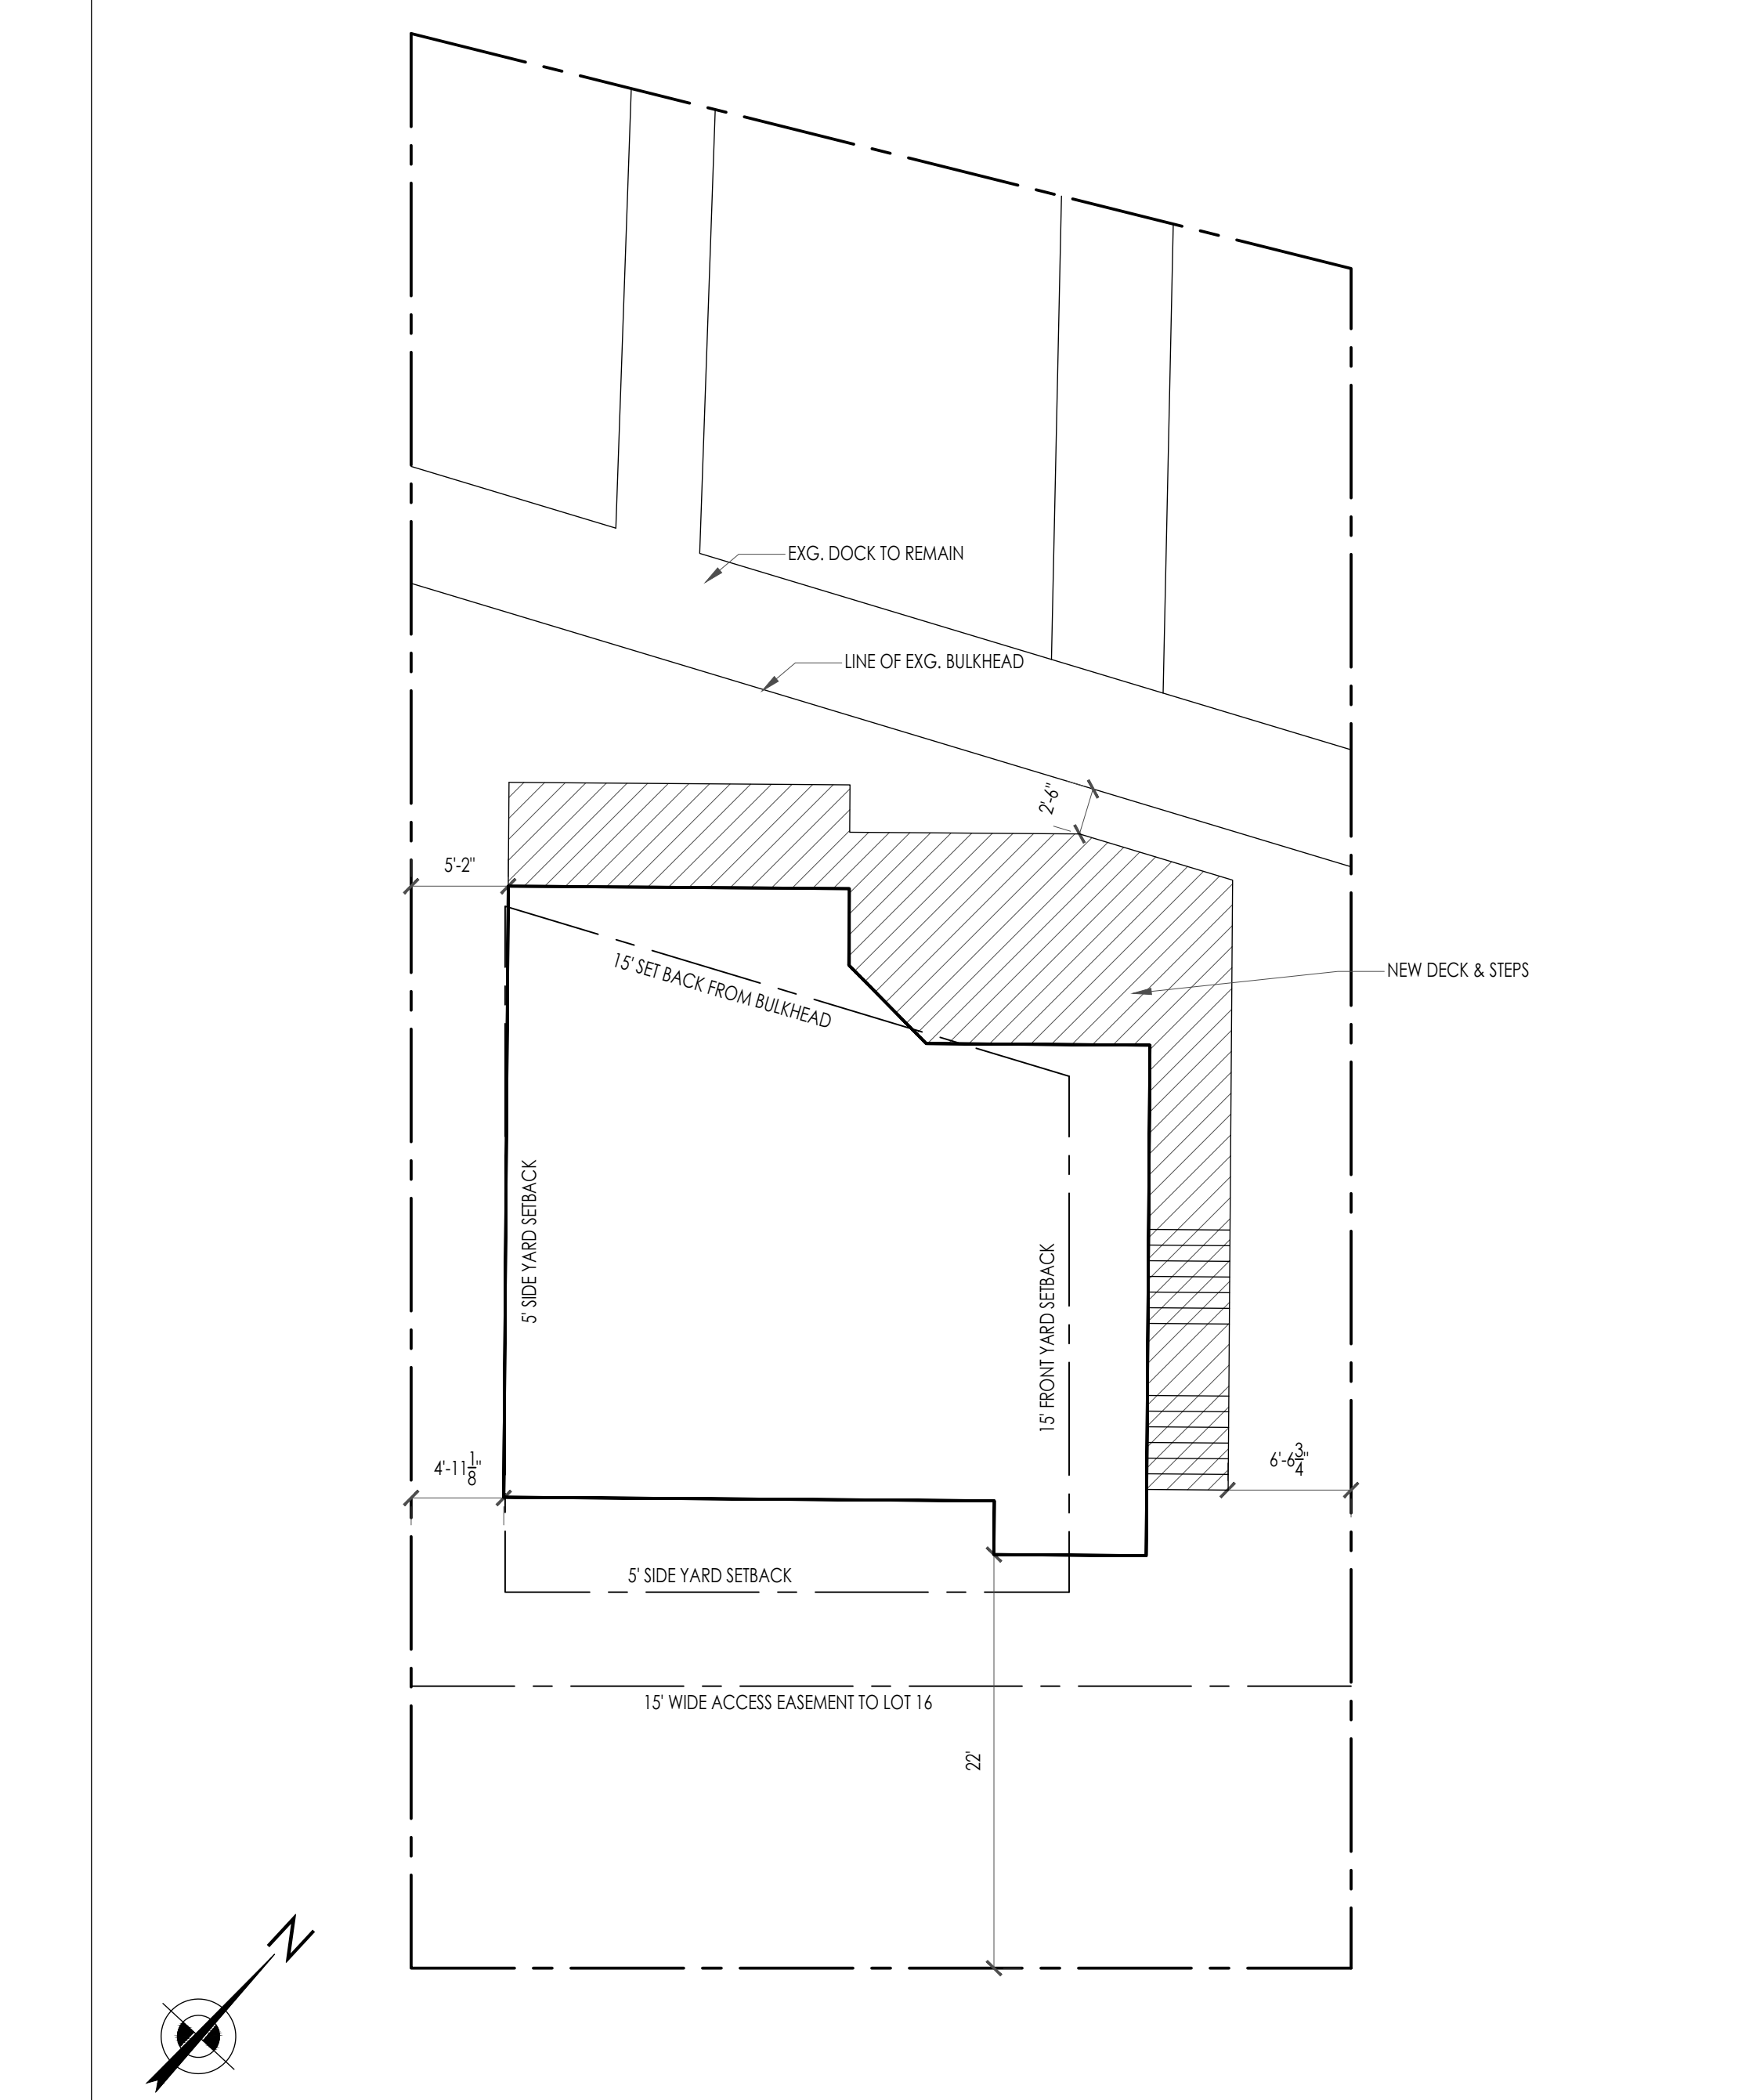 EXG. DOCK TO REMAIN
LINE OF EXG. BULKHEAD
2'-6"
5'-2"
15' SET BACK FROM BULKHEAD
NEW DECK & STEPS
5' SIDE YARD SETBACK
15' FRONT YARD SETBACK
4'-11 1/8"
6'-6 3/4"
5' SIDE YARD SETBACK
15' WIDE ACCESS EASEMENT TO LOT 16
22'
N